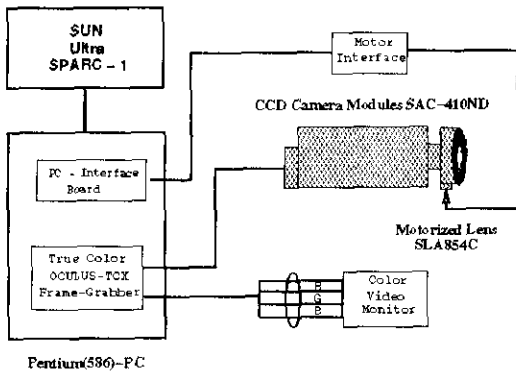 SUN
Ultra
SPARC-1
Motor
Interface
CCD Camera Modules SAC-410ND
PC - Interface
Board
Motorized Lens
SLA854C
True Color
OCULUS-TCX
Frame-Grabber
R
G
B
Color
Video
Monitor
Pentium(586)-PC